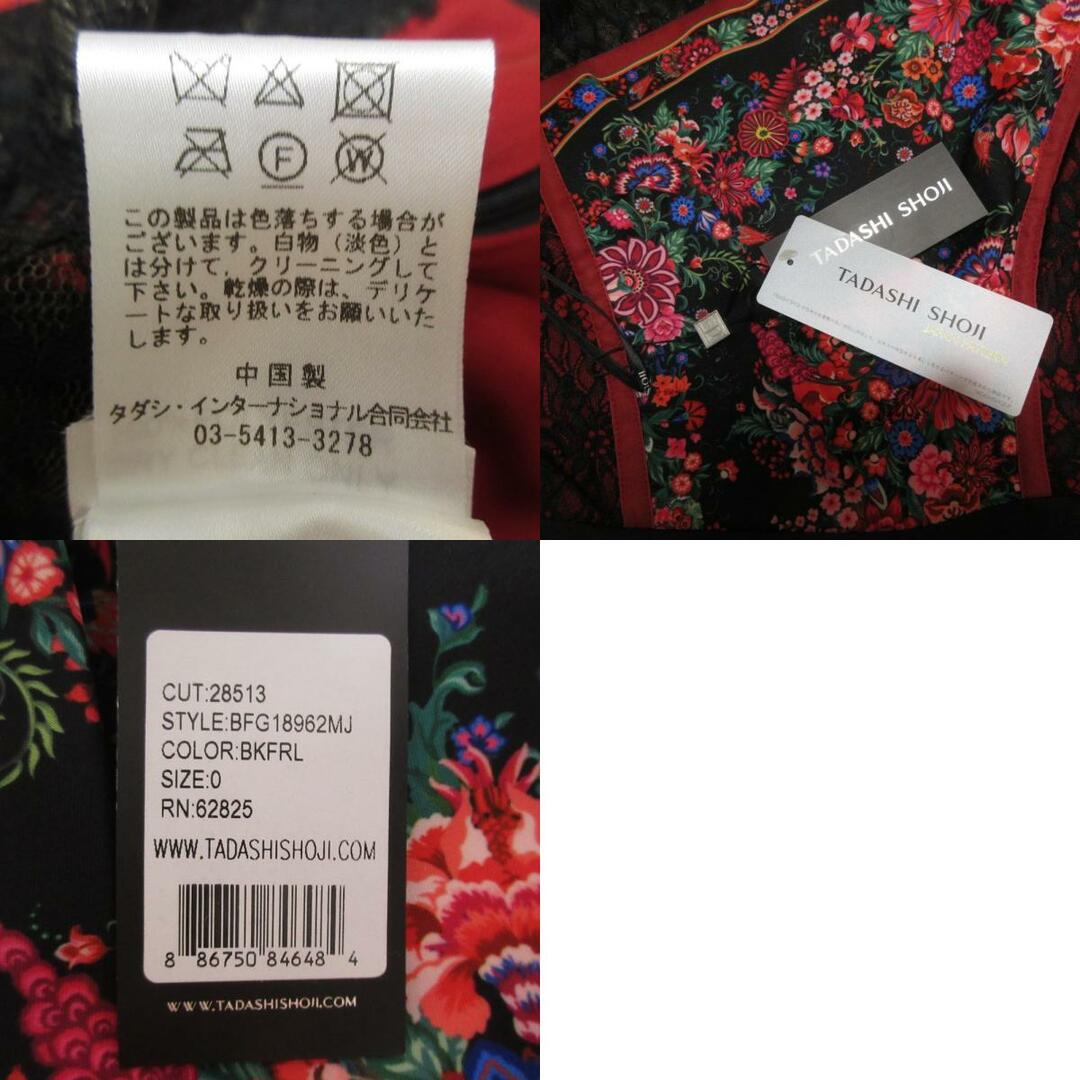 F
W
この製品は色落ちする場合が
ございます。白物（淡色）と
は分けて、クリーニングして
下さい。乾燥の際は、デリケ
ートな取り扱いをお願いいた
します。
中国製
タダシ・インターナショナル合同会社
03-5413-3278
TADASHI SHOJI
TADASHI SHOJI
CUT:28513
STYLE:BFG18962MJ
COLOR:BKFRL
SIZE:0
RN:62825
WWW.TADASHISHOJI.COM
8 86750 84648 4
WWW.TADASHISHOJI.COM